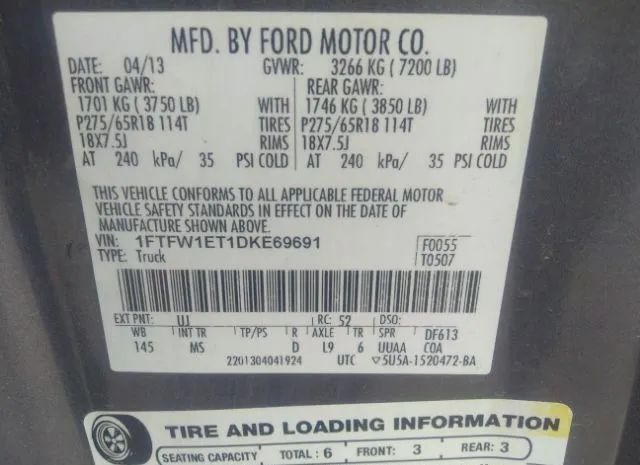 MFD. BY FORD MOTOR CO.
DATE: 04/13 GVWR: 3266 KG ( 7200 LB)
FRONT GAWR: REAR GAWR:
1701 KG ( 3750 LB) WITH 1746 KG ( 3850 LB) WITH
P275/65R18 114T TIRES P275/65R18 114T TIRES
18X7.5J RIMS 18X7.5J RIMS
AT 240 kPa/ 35 PSI COLD AT 240 kPa/ 35 PSI COLD
THIS VEHICLE CONFORMS TO ALL APPLICABLE FEDERAL MOTOR
VEHICLE SAFETY STANDARDS IN EFFECT ON THE DATE OF
MANUFACTURE SHOWN ABOVE.
VIN: 1FTFW1ET1DKE69691 F0055
TYPE: Truck T0507
EXT PNT: UJ RC: 52 DSO:
WB INT TR TP/PS R AXLE TR SPR DF613
145 MS D L9 6 UUAA COA
2201304041924 UTC ▽5U5A-1520472-BA
TIRE AND LOADING INFORMATION
SEATING CAPACITY TOTAL : 6 FRONT: 3 REAR: 3